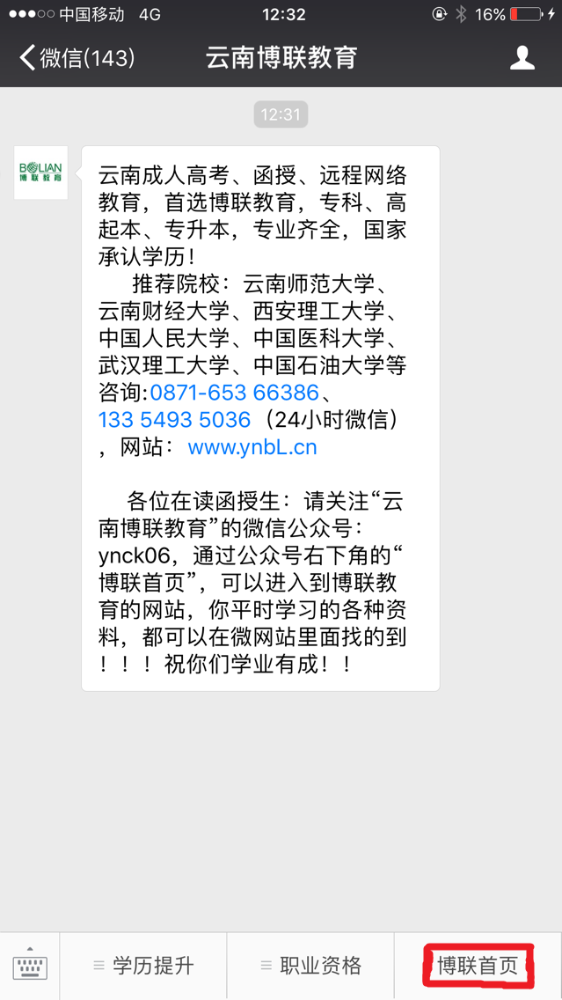 中国移动 4G 12:32 16%
微信(143) 云南博联教育
12:31
BOLIAN
博联教育
云南成人高考、函授、远程网络
教育，首选博联教育，专科、高
起本、专升本，专业齐全，国家
承认学历！
推荐院校：云南师范大学、
云南财经大学、西安理工大学、
中国人民大学、中国医科大学、
武汉理工大学、中国石油大学等
咨询:0871-653 66386、
133 5493 5036（24小时微信）
，网站： www.ynbL.cn
各位在读函授生：请关注“云
南博联教育”的微信公众号：
ynck06，通过公众号右下角的“
博联首页”，可以进入到博联教
育的网站，你平时学习的各种资
料，都可以在微网站里面找的到
！！！祝你们学业有成！！
学历提升 职业资格 博联首页